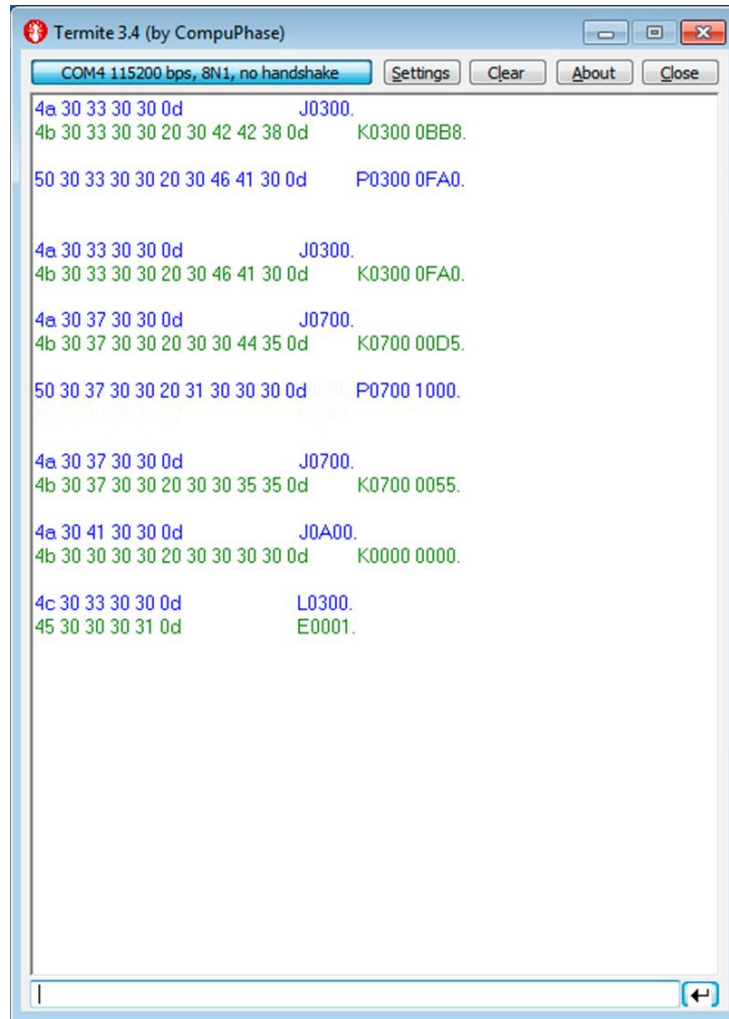 Termite 3.4 (by CompuPhase)
COM4 115200 bps, 8N1, no handshake Settings Clear About Close
4a 30 33 30 30 0d J0300.
4b 30 33 30 30 20 30 42 42 38 0d K0300 0BB8.
50 30 33 30 30 20 30 46 41 30 0d P0300 0FA0.
4a 30 33 30 30 0d J0300.
4b 30 33 30 30 20 30 46 41 30 0d K0300 0FA0.
4a 30 37 30 30 0d J0700.
4b 30 37 30 30 20 30 30 44 35 0d K0700 00D5.
50 30 37 30 30 20 31 30 30 30 0d P0700 1000.
4a 30 37 30 30 0d J0700.
4b 30 37 30 30 20 30 30 35 35 0d K0700 0055.
4a 30 41 30 30 0d J0A00.
4b 30 30 30 30 20 30 30 30 30 0d K0000 0000.
4c 30 33 30 30 0d L0300.
45 30 30 30 31 0d E0001.